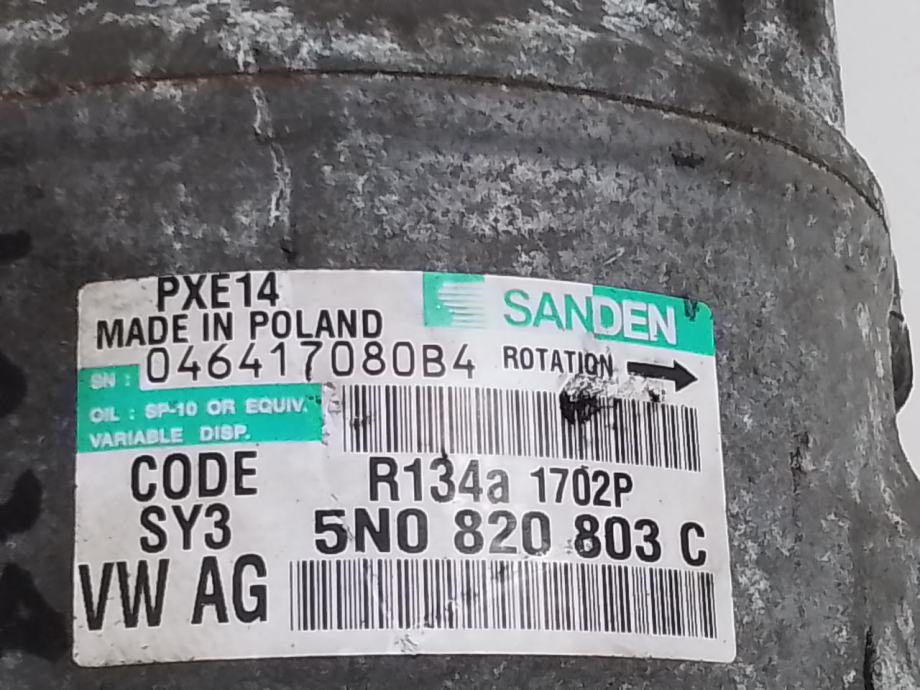 PXE14
SANDEN
MADE IN POLAND
SN : 046417080B4
ROTATION
OIL : SP-10 OR EQUIV.
VARIABLE DISP.
CODE
R134a 1702P
SY3
5N0 820 803 C
VW AG